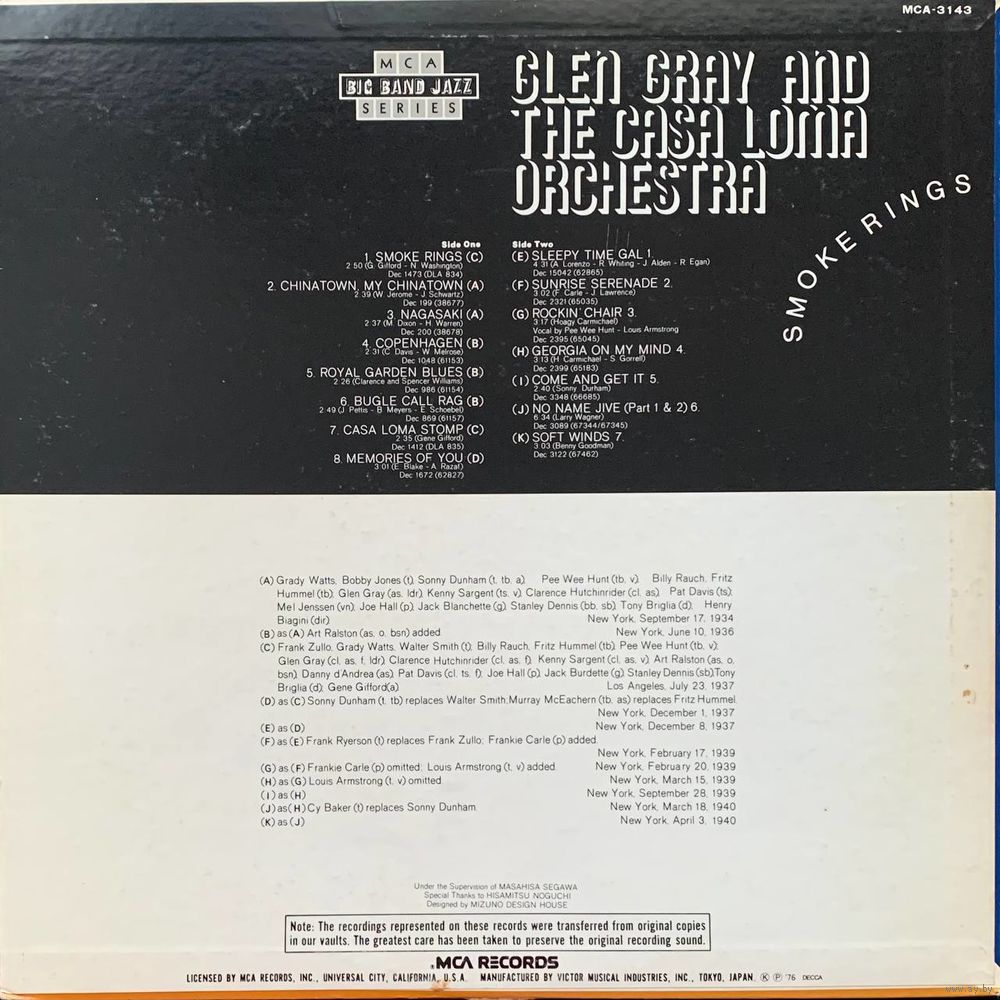 MCA-3143
MCA
BIG BAND JAZZ
SERIES
GLEN GRAY AND
THE CASA LOMA
ORCHESTRA
SMOKE RINGS
Side One
1. SMOKE RINGS (C)
2 50 (G. Gifford - N. Washington)
Dec 1473 (DLA 834)
2. CHINATOWN, MY CHINATOWN (A)
2 39 (W. Jerome - J. Schwartz)
Dec 199 (38677)
3. NAGASAKI (A)
2 37 (M. Dixon - H. Warren)
Dec 200 (38678)
4. COPENHAGEN (B)
2 31 (C. Davis - W. Melrose)
Dec 1048 (61153)
5. ROYAL GARDEN BLUES (B)
2 26 (Clarence and Spencer Williams)
Dec 986 (61154)
6. BUGLE CALL RAG (B)
2 49 (J. Pettis - B. Meyers - E. Schoebel)
Dec 869 (61157)
7. CASA LOMA STOMP (C)
2 35 (Gene Gifford)
Dec 1412 (DLA 835)
8. MEMORIES OF YOU (D)
3 01 (E. Blake - A. Razaf)
Dec 1672 (62827)
Side Two
(E) SLEEPY TIME GAL 1.
4 31 (A. Lorenzo - R. Whiting - J. Alden - R. Egan)
Dec 15042 (62865)
(F) SUNRISE SERENADE 2.
3 02 (F. Carle - J. Lawrence)
Dec 2321 (65035)
(G) ROCKIN' CHAIR 3.
3 17 (Hoagy Carmichael)
Vocal by Pee Wee Hunt - Louis Armstrong
Dec 2395 (65045)
(H) GEORGIA ON MY MIND 4.
3 13 (H. Carmichael - S. Gorrell)
Dec 2399 (65183)
(I) COME AND GET IT 5.
2 40 (Sonny Durham)
Dec 3348 (66685)
(J) NO NAME JIVE (Part 1 & 2) 6.
6 34 (Larry Wagner)
Dec 3089 (67344/67345)
(K) SOFT WINDS 7.
3 03 (Benny Goodman)
Dec 3122 (67462)
(A) Grady Watts, Bobby Jones (t), Sonny Dunham (t, tb, a) Pee Wee Hunt (tb, v), Billy Rauch, Fritz
Hummel (tb), Glen Gray (as, ldr), Kenny Sargent (ts, v), Clarence Hutchinrider (cl, as), Pat Davis (ts),
Mel Jenssen (vn), Joe Hall (p), Jack Blanchette (g), Stanley Dennis (bb, sb), Tony Briglia (d), Henry
Biagini (dir) New York, September 17, 1934
(B) as (A) Art Ralston (as, o, bsn) added. New York, June 10, 1936
(C) Frank Zullo, Grady Watts, Walter Smith (t), Billy Rauch, Fritz Hummel (tb), Pee Wee Hunt (tb, v),
Glen Gray (cl, as, f, ldr), Clarence Hutchinrider (cl, as, f), Kenny Sargent (cl, as, v), Art Ralston (as, o,
bsn), Danny d'Andrea (as), Pat Davis (cl, ts, f), Joe Hall (p), Jack Burdette (g), Stanley Dennis (sb),Tony
Briglia (d), Gene Gifford(a) Los Angeles, July 23, 1937
(D) as (C) Sonny Dunham (t, tb) replaces Walter Smith,Murray McEachern (tb, as) replaces Fritz Hummel.
New York, December 1, 1937
(E) as (D) New York, December 8, 1937
(F) as (E) Frank Ryerson (t) replaces Frank Zullo; Frankie Carle (p) added.
New York, February 17, 1939
(G) as (F) Frankie Carle (p) omitted; Louis Armstrong (t, v) added. New York, February 20, 1939
(H) as (G) Louis Armstrong (t, v) omitted. New York, March 15, 1939
(I) as (H) New York, September 28, 1939
(J) as (H) Cy Baker (t) replaces Sonny Dunham. New York, March 18, 1940
(K) as (J) New York, April 3, 1940
Under the Supervision of MASAHISA SEGAWA
Special Thanks to HISAMITSU NOGUCHI
Designed by MIZUNO DESIGN HOUSE
Note: The recordings represented on these records were transferred from original copies
in our vaults. The greatest care has been taken to preserve the original recording sound.
MCA RECORDS
LICENSED BY MCA RECORDS, INC., UNIVERSAL CITY, CALIFORNIA, U.S.A. MANUFACTURED BY VICTOR MUSICAL INDUSTRIES, INC., TOKYO, JAPAN. Ⓚ Ⓟ '76 DECCA
www.ay.by